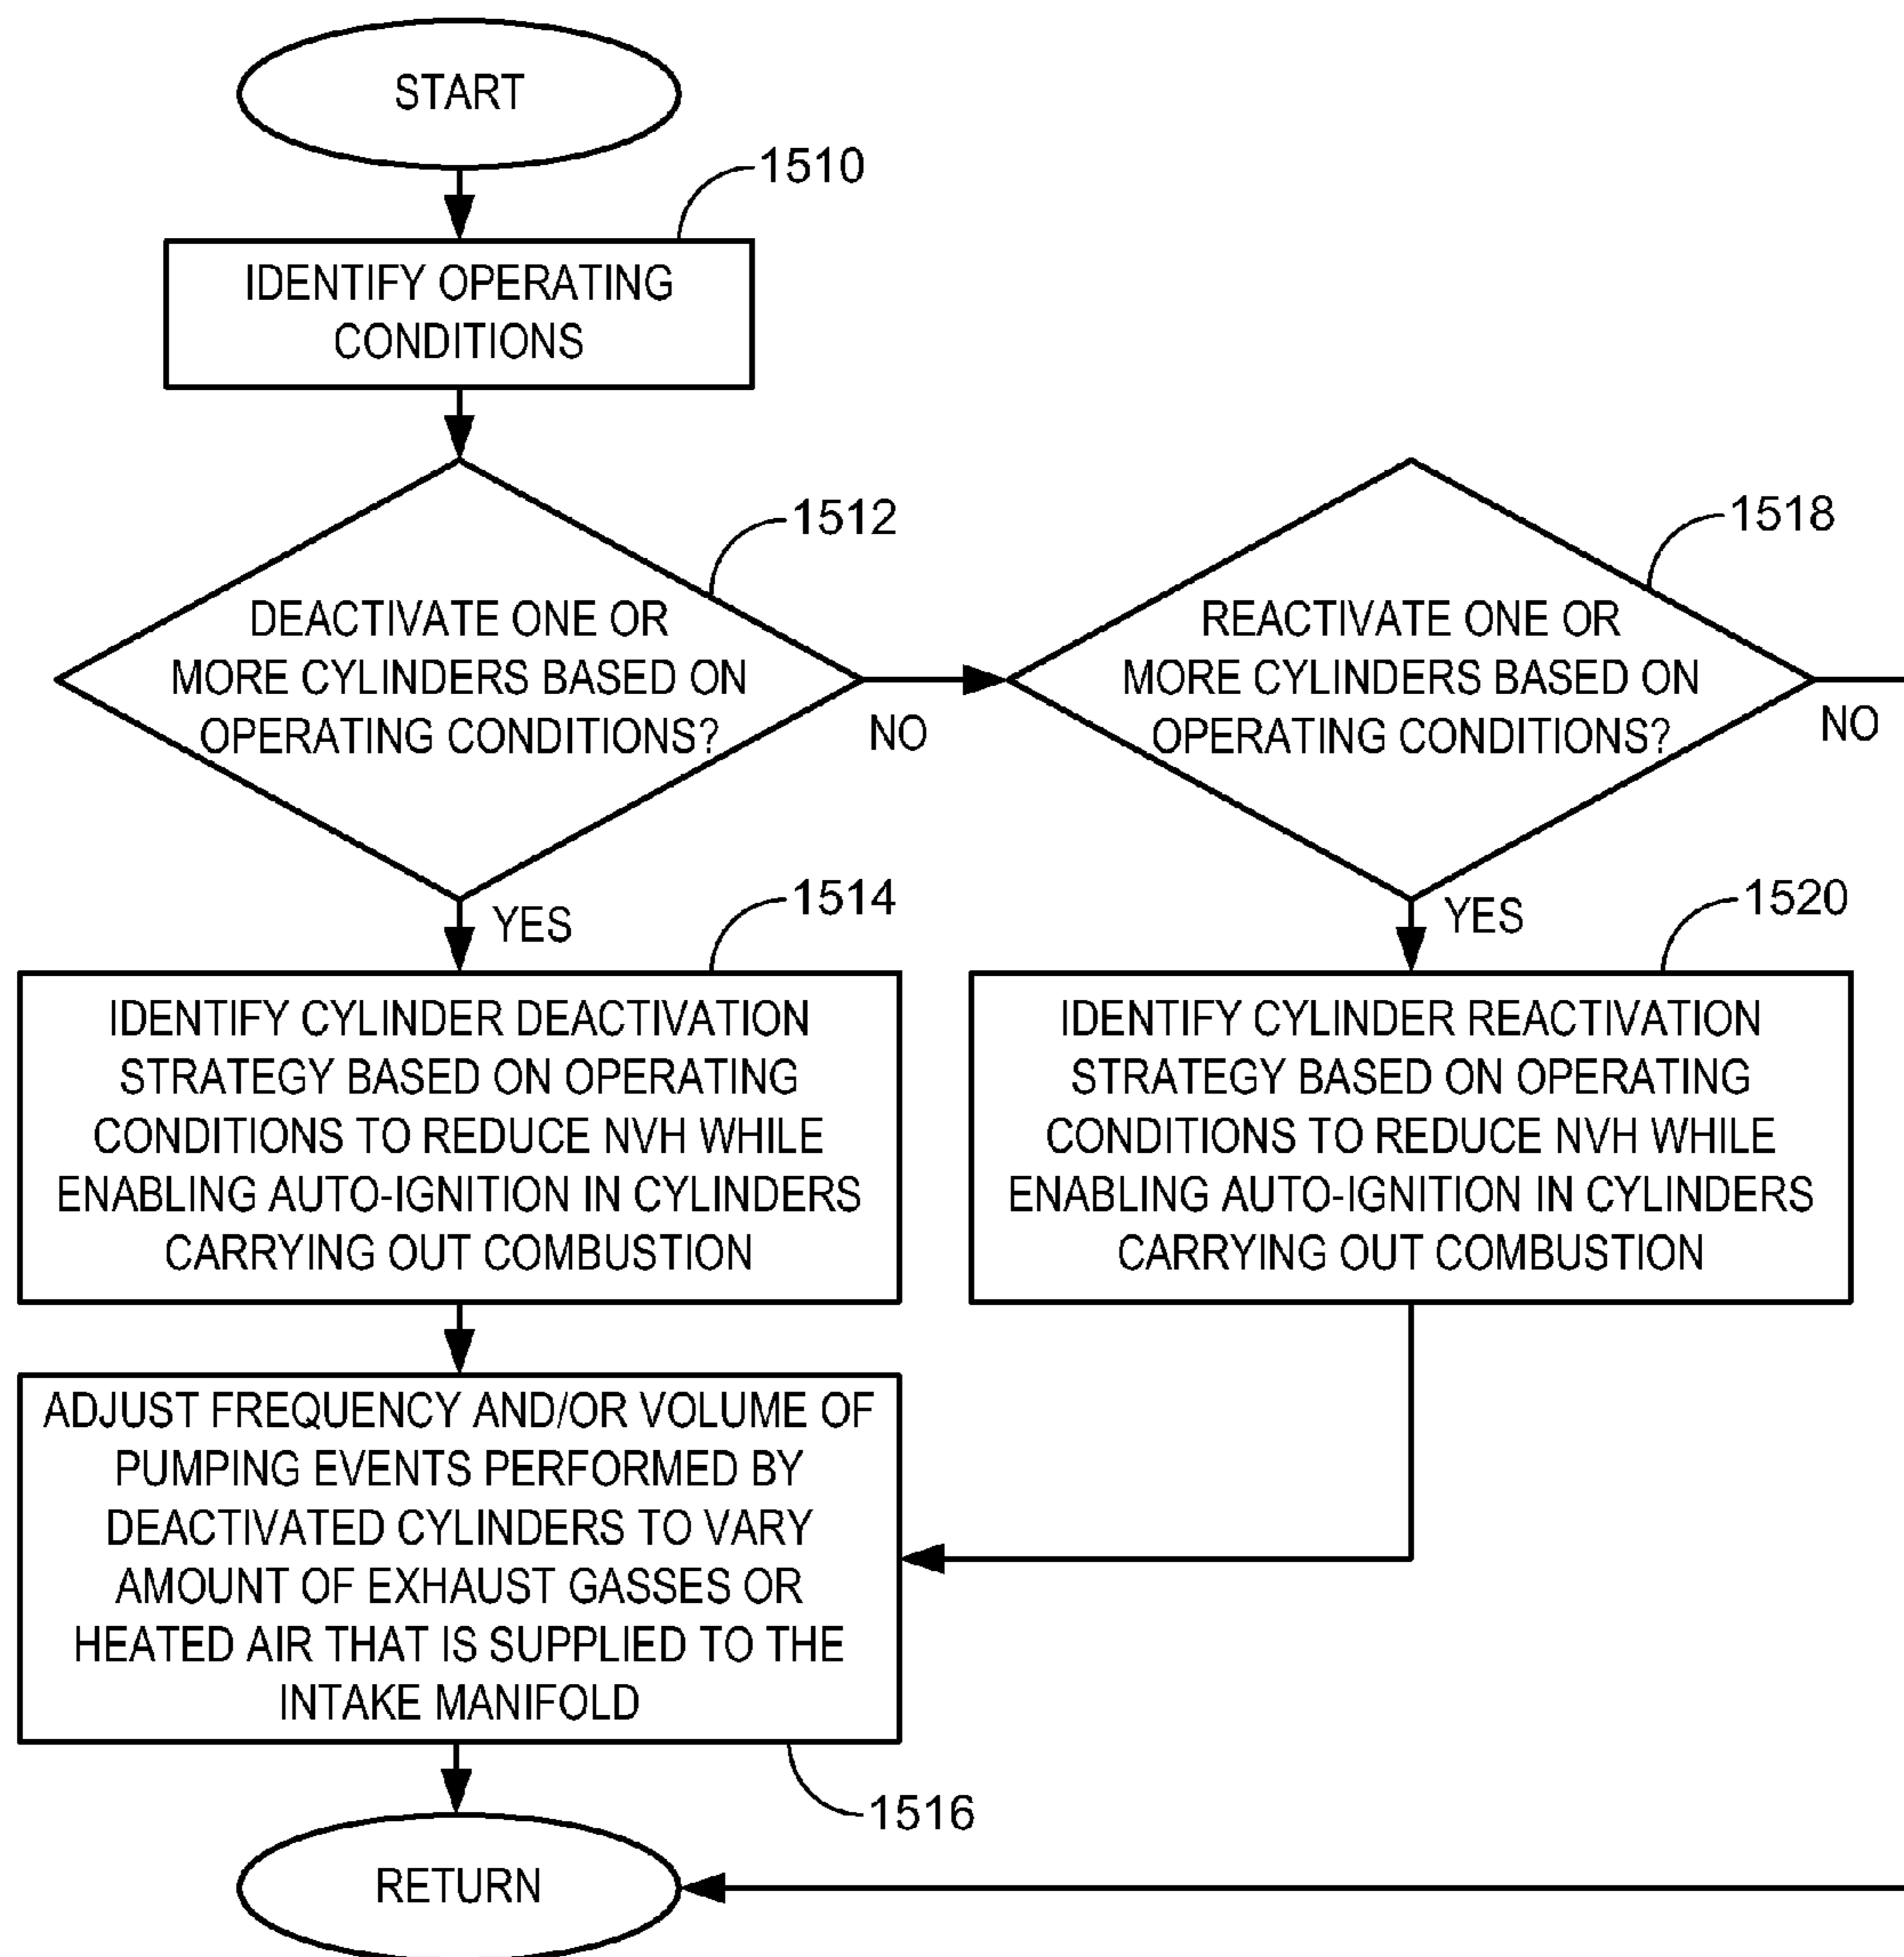 START
1510
IDENTIFY OPERATING
CONDITIONS
1512
DEACTIVATE ONE OR
MORE CYLINDERS BASED ON
OPERATING CONDITIONS?
NO
YES
1518
REACTIVATE ONE OR
MORE CYLINDERS BASED ON
OPERATING CONDITIONS?
NO
YES
1514
IDENTIFY CYLINDER DEACTIVATION
STRATEGY BASED ON OPERATING
CONDITIONS TO REDUCE NVH WHILE
ENABLING AUTO-IGNITION IN CYLINDERS
CARRYING OUT COMBUSTION
1520
IDENTIFY CYLINDER REACTIVATION
STRATEGY BASED ON OPERATING
CONDITIONS TO REDUCE NVH WHILE
ENABLING AUTO-IGNITION IN CYLINDERS
CARRYING OUT COMBUSTION
ADJUST FREQUENCY AND/OR VOLUME OF
PUMPING EVENTS PERFORMED BY
DEACTIVATED CYLINDERS TO VARY
AMOUNT OF EXHAUST GASSES OR
HEATED AIR THAT IS SUPPLIED TO THE
INTAKE MANIFOLD
1516
RETURN